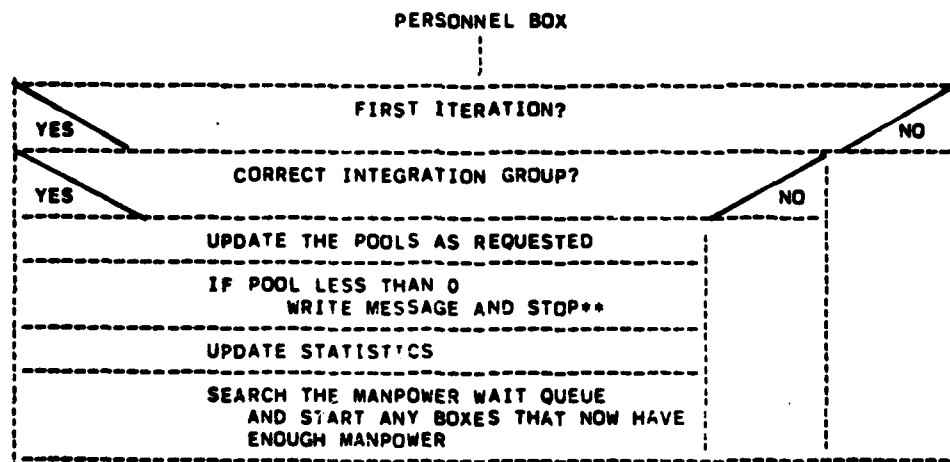 PERSONNEL BOX
FIRST ITERATION?
YES
NO
CORRECT INTEGRATION GROUP?
YES
NO
UPDATE THE POOLS AS REQUESTED
IF POOL LESS THAN 0
WRITE MESSAGE AND STOP**
UPDATE STATISTICS
SEARCH THE MANPOWER WAIT QUEUE
AND START ANY BOXES THAT NOW HAVE
ENOUGH MANPOWER